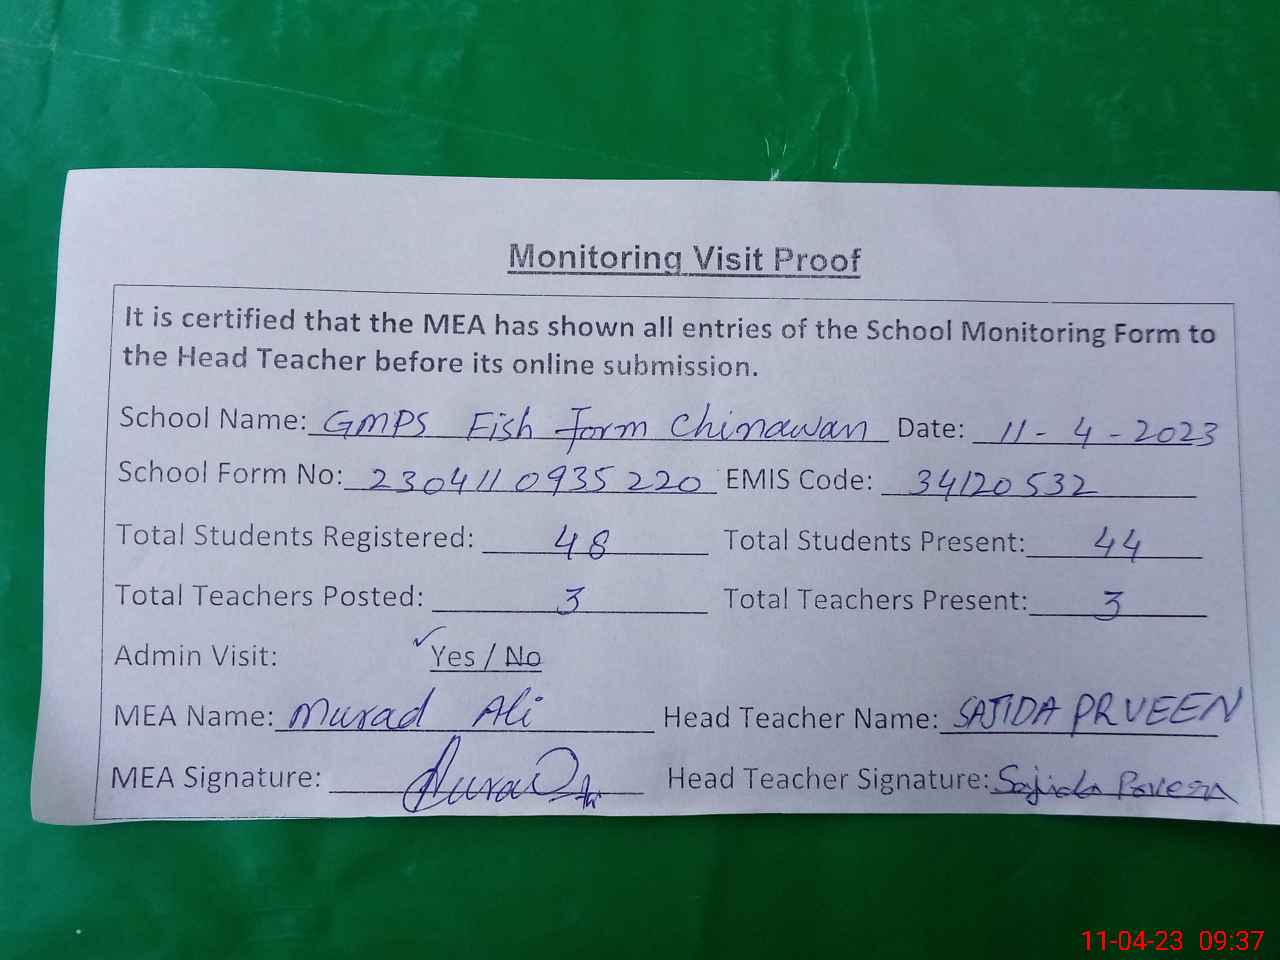 Monitoring Visit Proof
It is certified that the MEA has shown all entries of the School Monitoring Form to
the Head Teacher before its online submission.
School Name: GMPS Fish Form Chinawan Date: 11-4-2023
School Form No: 2304110935220 EMIS Code: 34120532
Total Students Registered: 48 Total Students Present: 44
Total Teachers Posted: 3 Total Teachers Present: 3
Admin Visit: ✓Yes / No
MEA Name: Murad Ali Head Teacher Name: SAJIDA PRVEEN
MEA Signature: Murad Ali Head Teacher Signature: Sajida Parveen
11-04-23 09:37